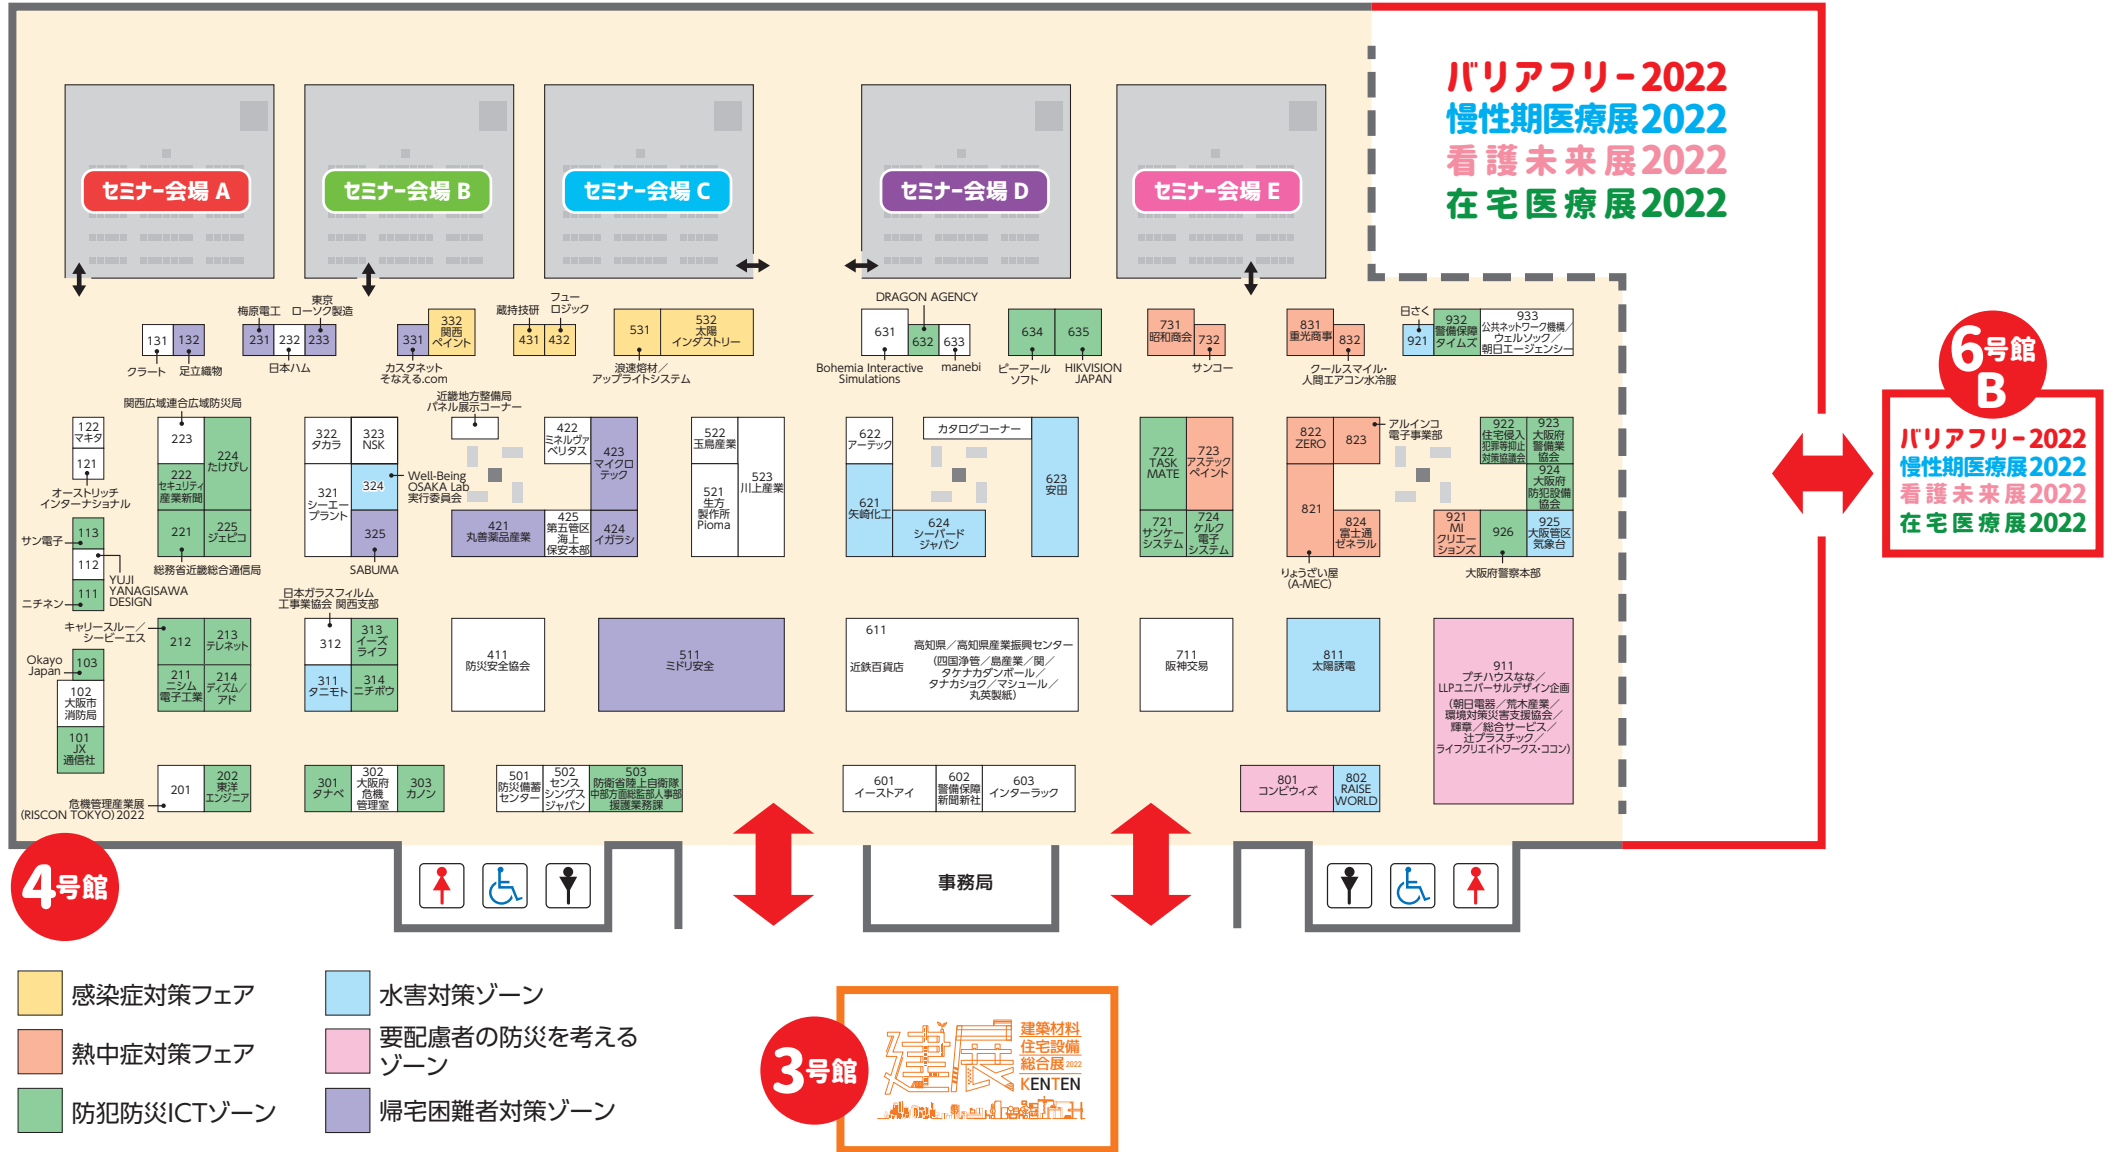 バリアフリー2022
慢性期医療展2022
看護未来展2022
在宅医療展2022
セミナー会場 A
セミナー会場 B
セミナー会場 C
セミナー会場 D
セミナー会場 E
131
132
クラート
足立織物
梅原電工
東京
ローソク製造
231
232
233
日本ハム
331
332
関西
ペイント
カスタネット
そなえる.com
蔵持技研
フュー
ロジック
431
432
531
532
太陽
インダストリー
浪速熔材／
アップライトシステム
DRAGON AGENCY
631
632
633
Bohemia Interactive
Simulations
manebi
634
635
ピーアール
ソフト
HIKVISION
JAPAN
731
昭和商会
732
サンコー
831
重光商事
832
クールスマイル・
人間エアコン水冷服
日さく
921
932
警備保障
タイムズ
933
公共ネットワーク機構／
ウェルソック／
朝日エージェンシー
6号館
B
バリアフリー2022
慢性期医療展2022
看護未来展2022
在宅医療展2022
122
マキタ
121
オーストリッチ
インターナショナル
関西広域連合広域防災局
223
224
たけびし
222
セキュリティ
産業新聞
221
225
ジェピコ
総務省近畿総合通信局
サン電子
113
112
111
ニチネン
YUJI
YANAGISAWA
DESIGN
322
タカラ
323
NSK
321
シーエー
プラント
324
325
Well-Being
OSAKA Lab
実行委員会
SABUMA
近畿地方整備局
パネル展示コーナー
422
ミネルヴァ
ベリタス
423
マイクロ
テック
421
丸善薬品産業
425
第五管区
海上
保安本部
424
イガラシ
522
玉鳥産業
521
生方
製作所
Pioma
523
川上産業
622
アーテック
621
矢崎化工
カタログコーナー
624
シーバード
ジャパン
623
安田
722
TASK
MATE
723
アステック
ペイント
721
サンケー
システム
724
ケルク
電子
システム
822
ZERO
823
アルインコ
電子事業部
821
824
富士通
ゼネラル
りょうざい屋
(A-MEC)
922
住宅侵入
犯罪等抑止
対策協議会
923
大阪府
警備業
協会
924
大阪府
防犯設備
協会
921
MI
クリエー
ションズ
926
925
大阪管区
気象台
大阪府警察本部
キャリースルー／
シーピーエス
212
213
テレネット
211
ニシム
電子工業
214
ディズム／
アド
Okayo
Japan
103
102
大阪市
消防局
101
JX
通信社
日本ガラスフィルム
工事業協会 関西支部
312
313
イーズ
ライフ
311
タニモト
314
ニチボウ
411
防災安全協会
511
ミドリ安全
611
近鉄百貨店
高知県／高知県産業振興センター
(四国浄管／島産業／関／
タケナカダンボール／
タナカショク／マシュール／
丸英製紙)
711
阪神交易
811
太陽誘電
911
プチハウスなな／
LLPユニバーサルデザイン企画
(朝日電器／荒木産業／
環境対策災害支援協会／
輝章／総合サービス／
辻プラスチック／
ライフクリエイトワークス・ココン)
201
202
東洋
エンジニア
危機管理産業展
(RISCON TOKYO)2022
301
タナベ
302
大阪府
危機
管理室
303
カノン
501
防災備蓄
センター
502
センス
シングス
ジャパン
503
防衛省陸上自衛隊
中部方面総監部人事部
援護業務課
601
イーストアイ
602
警備保障
新聞新社
603
インターラック
801
コンビウィズ
802
RAISE
WORLD
4号館
事務局
感染症対策フェア
熱中症対策フェア
防犯防災ICTゾーン
水害対策ゾーン
要配慮者の防災を考える
ゾーン
帰宅困難者対策ゾーン
3号館
建展
建築材料
住宅設備
総合展2022
KENTEN